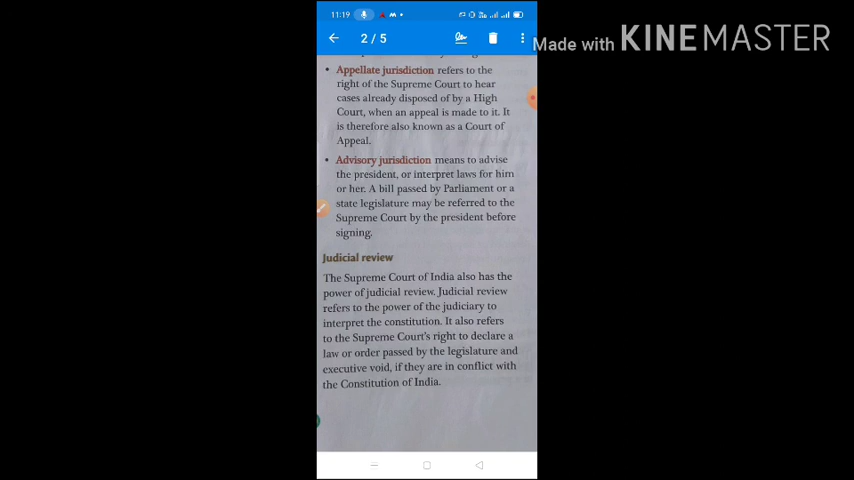 11:19
2 / 5
Made with KINEMASTER
• Appellate jurisdiction refers to the
right of the Supreme Court to hear
cases already disposed of by a High
Court, when an appeal is made to it. It
is therefore also known as a Court of
Appeal.
• Advisory jurisdiction means to advise
the president, or interpret laws for him
or her. A bill passed by Parliament or a
state legislature may be referred to the
Supreme Court by the president before
signing.
Judicial review
The Supreme Court of India also has the
power of judicial review. Judicial review
refers to the power of the judiciary to
interpret the constitution. It also refers
to the Supreme Court's right to declare a
law or order passed by the legislature and
executive void, if they are in conflict with
the Constitution of India.